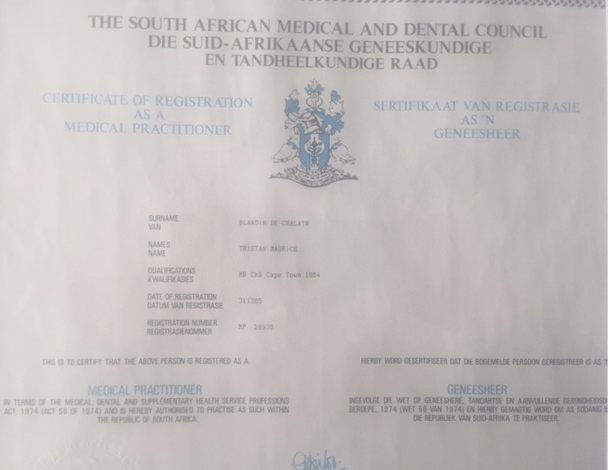 THE SOUTH AFRICAN MEDICAL AND DENTAL COUNCIL
DIE SUID-AFRIKAANSE GENEESKUNDIGE
EN TANDHEELKUNDIGE RAAD
CERTIFICATE OF REGISTRATION
AS A
MEDICAL PRACTITIONER
SERTIFIKAAT VAN REGISTRASIE
AS 'N
GENEESHEER
SURNAME
VAN
BLANDIN DE CHALAIN
NAMES
NAME
TRISTAN MAURICE.
QUALIFICATIONS
KWALIFIKASIES
MB ChB Cape Town 1984
DATE OF REGISTRATION
DATUM VAN REGISTRASIE
311285
REGISTRATION NUMBER
REGISTRASIENOMMER
MP 28930
THIS IS TO CERTIFY THAT THE ABOVE PERSON IS REGISTERED AS A
MEDICAL PRACTITIONER
IN TERMS OF THE MEDICAL, DENTAL AND SUPPLEMENTARY HEALTH SERVICE PROFESSIONS
ACT, 1974 (ACT 56 OF 1974) AND IS HEREBY AUTHORISED TO PRACTISE AS SUCH WITHIN
THE REPUBLIC OF SOUTH AFRICA.
HIERBY WORD GESERTIFISEER DAT DIE BOGEMELDE PERSOON GEREGISTREER IS AS
GENEESHEER
INGEVOLGE DIE WET OP GENEESHERE, TANDARTSE EN AANVULLENDE
BEROEPE, 1974 (WET 56 VAN 1974) EN HIERBY GEMAGTIG WORD OM AS SODANIG
DIE REPUBLIEK VAN SUID-AFRIKA TE PRAKTISEER.